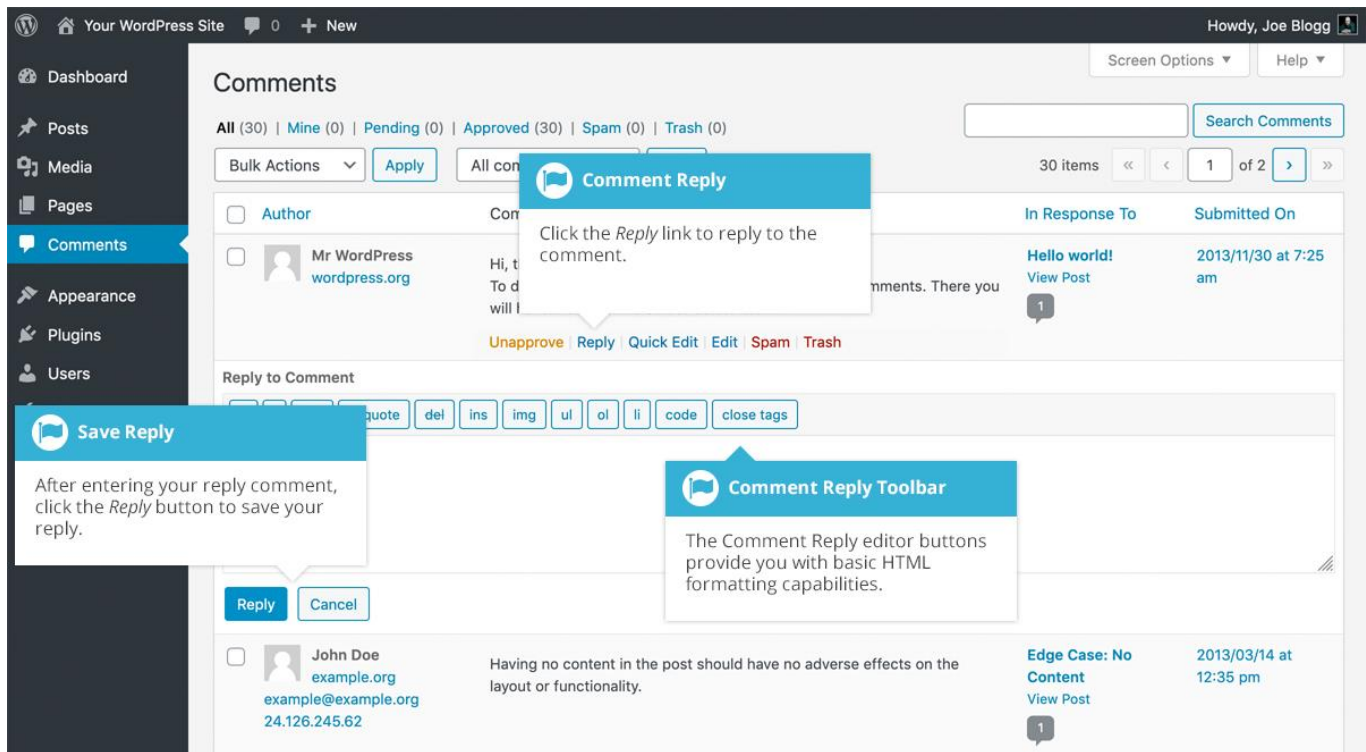 Your WordPress Site 0 + New Howdy, Joe Blogg
Screen Options ▼ Help ▼
Dashboard
Posts
Media
Pages
Comments
Appearance
Plugins
Users
Comments
All (30) | Mine (0) | Pending (0) | Approved (30) | Spam (0) | Trash (0)
Search Comments
Bulk Actions Apply All
30 items « ‹ 1 of 2 › »
Comment Reply
Click the Reply link to reply to the
comment.
Author In Response To Submitted On
Mr WordPress
wordpress.org
Hi,
To
There you
will
Unapprove | Reply | Quick Edit | Edit | Spam | Trash
Hello world!
View Post
1
2013/11/30 at 7:25
am
Reply to Comment
del ins img ul ol li code close tags
Save Reply
After entering your reply comment,
click the Reply button to save your
reply.
Comment Reply Toolbar
The Comment Reply editor buttons
provide you with basic HTML
formatting capabilities.
Reply Cancel
John Doe
example.org
example@example.org
24.126.245.62
Having no content in the post should have no adverse effects on the
layout or functionality.
Edge Case: No
Content
View Post
1
2013/03/14 at
12:35 pm